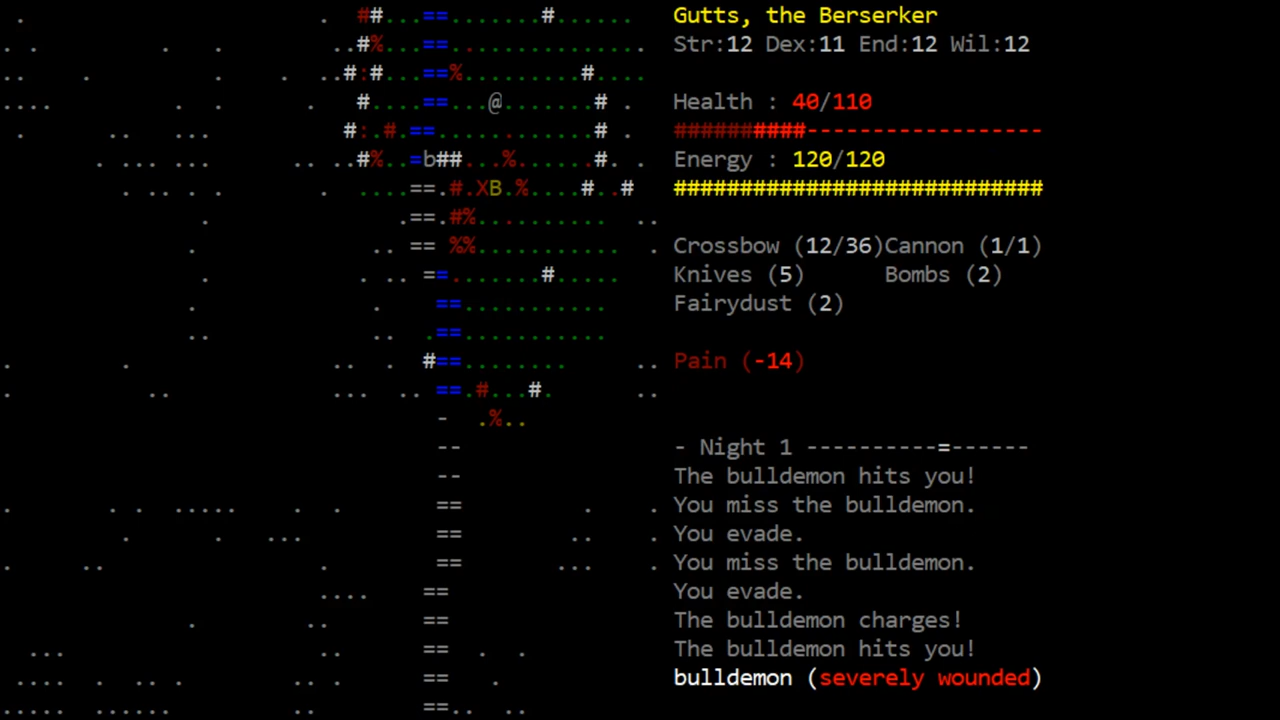 Gutts, the Berserker
Str:12 Dex:11 End:12 Wil:12
Health : 40/110
##########------------------
Energy : 120/120
############################
Crossbow (12/36)Cannon (1/1)
Knives (5)      Bombs (2)
Fairydust (2)
Pain (-14)
- Night 1 ----------=------
The bulldemon hits you!
You miss the bulldemon.
You evade.
You miss the bulldemon.
You evade.
The bulldemon charges!
The bulldemon hits you!
bulldemon (severely wounded)